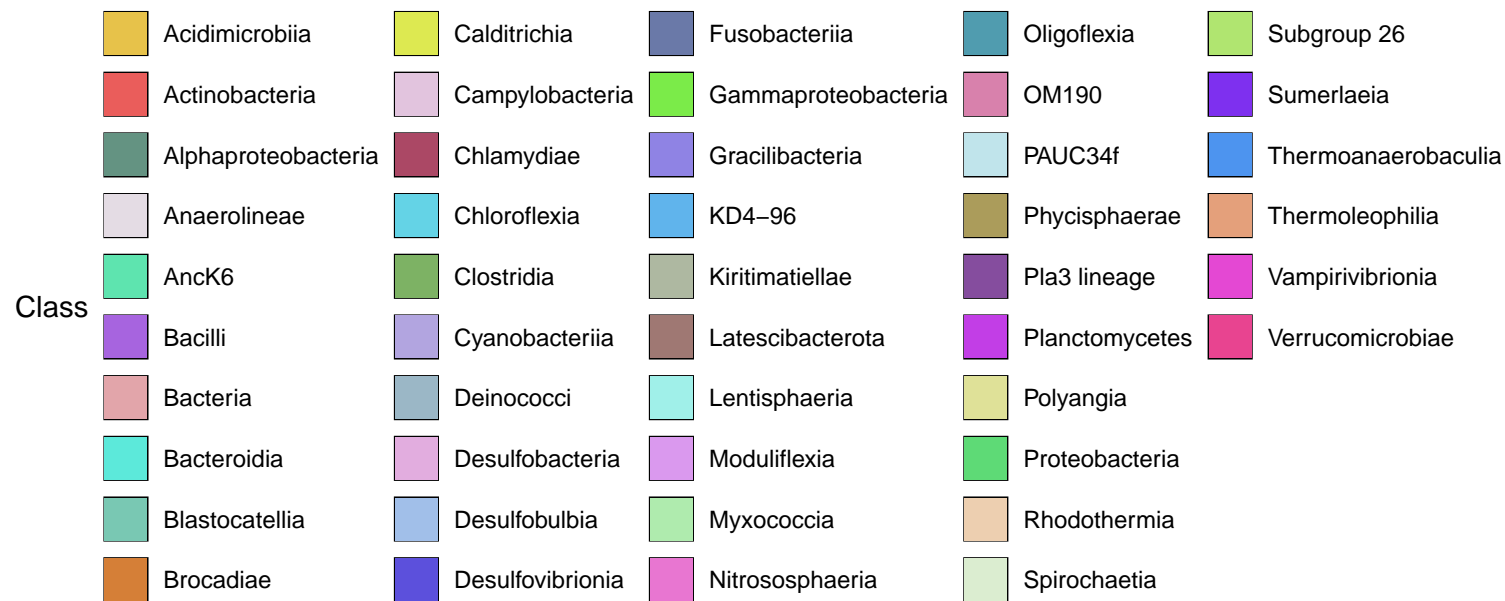 Class
Acidimicrobiia
Actinobacteria
Alphaproteobacteria
Anaerolineae
AncK6
Bacilli
Bacteria
Bacteroidia
Blastocatellia
Brocadiae
Calditrichia
Campylobacteria
Chlamydiae
Chloroflexia
Clostridia
Cyanobacteriia
Deinococci
Desulfobacteria
Desulfobulbia
Desulfovibrionia
Fusobacteriia
Gammaproteobacteria
Gracilibacteria
KD4−96
Kiritimatiellae
Latescibacterota
Lentisphaeria
Moduliflexia
Myxococcia
Nitrososphaeria
Oligoflexia
OM190
PAUC34f
Phycisphaerae
Pla3 lineage
Planctomycetes
Polyangia
Proteobacteria
Rhodothermia
Spirochaetia
Subgroup 26
Sumerlaeia
Thermoanaerobaculia
Thermoleophilia
Vampirivibrionia
Verrucomicrobiae